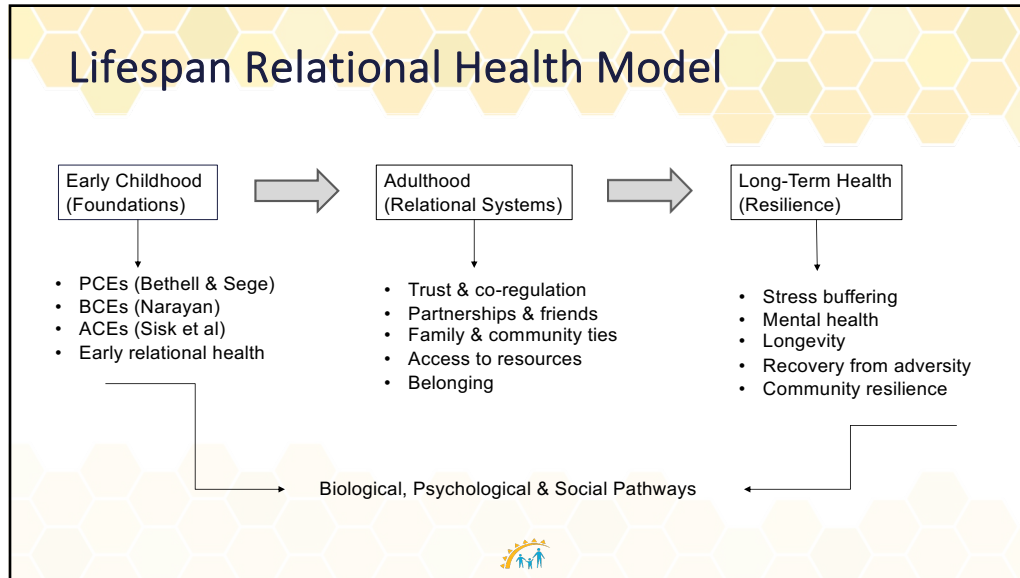 Lifespan Relational Health Model
Early Childhood
(Foundations)
• PCEs (Bethell & Sege)
• BCEs (Narayan)
• ACEs (Sisk et al)
• Early relational health
Adulthood
(Relational Systems)
• Trust & co-regulation
• Partnerships & friends
• Family & community ties
• Access to resources
• Belonging
Long-Term Health
(Resilience)
• Stress buffering
• Mental health
• Longevity
• Recovery from adversity
• Community resilience
Biological, Psychological & Social Pathways